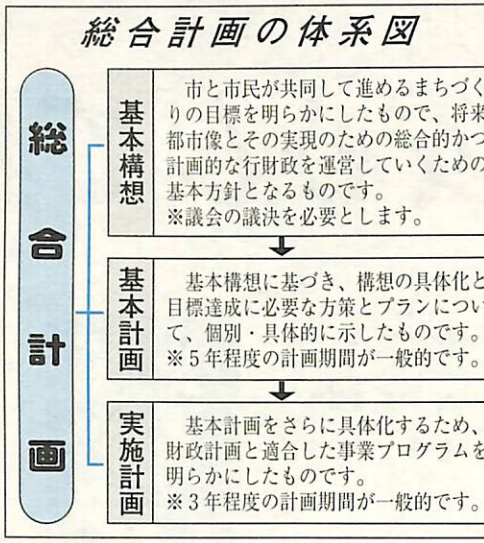 総合計画の体系図
総合計画
基本構想
市と市民が共同して進めるまちづく
りの目標を明らかにしたもので、将来
都市像とその実現のための総合的かつ
計画的な行財政を運営していくための
基本方針となるものです。
※議会の議決を必要とします。
基本計画
基本構想に基づき、構想の具体化と
目標達成に必要な方策とプランについ
て、個別・具体的に示したものです。
※5年程度の計画期間が一般的です。
実施計画
基本計画をさらに具体化するため、
財政計画と適合した事業プログラムを
明らかにしたものです。
※3年程度の計画期間が一般的です。